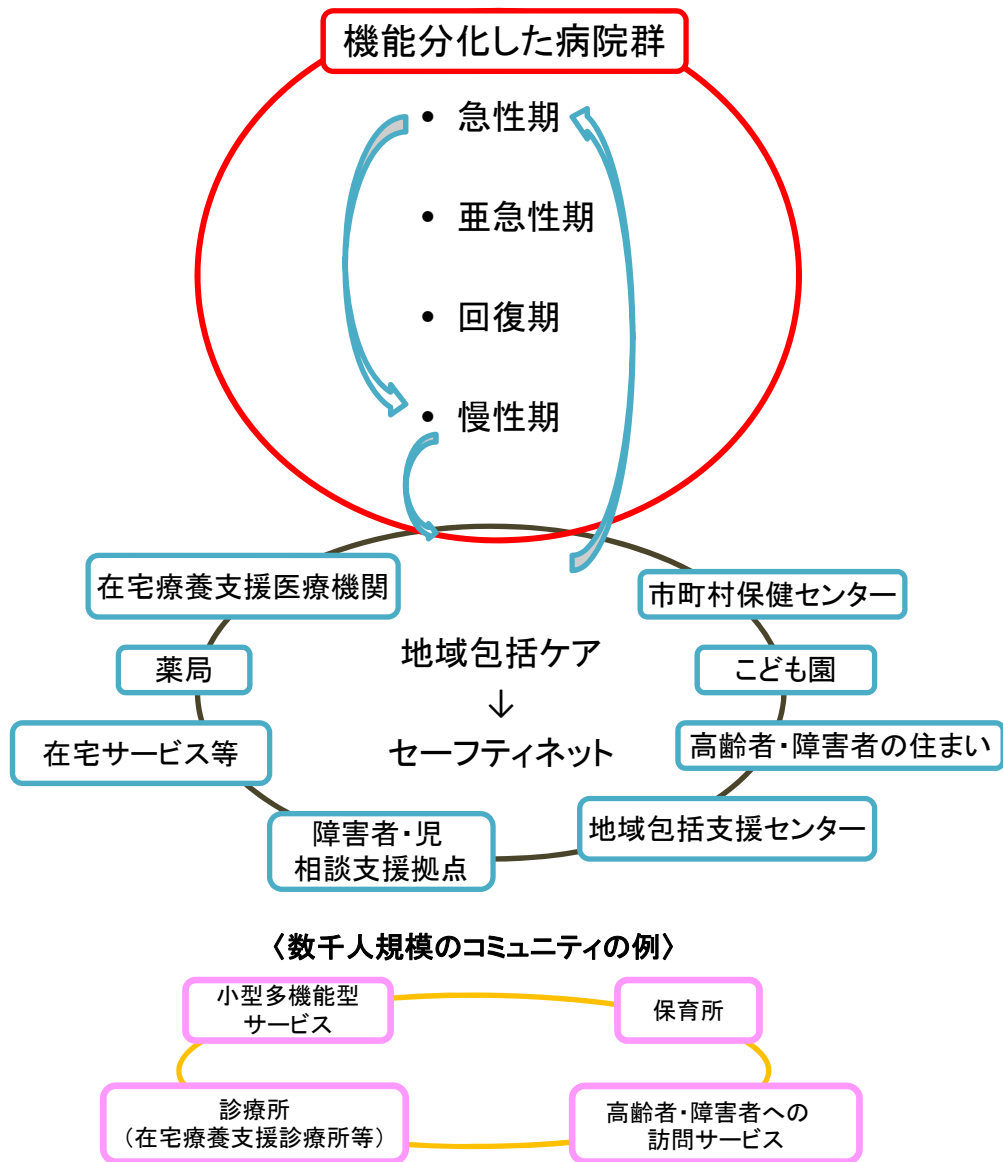 機能分化した病院群
• 急性期
• 亜急性期
• 回復期
• 慢性期
在宅療養支援医療機関
市町村保健センター
薬局
地域包括ケア
こども園
↓
在宅サービス等
セーフティネット
高齢者・障害者の住まい
障害者・児
相談支援拠点
地域包括支援センター
〈数千人規模のコミュニティの例〉
小型多機能型
サービス
保育所
診療所
（在宅療養支援診療所等）
高齢者・障害者への
訪問サービス